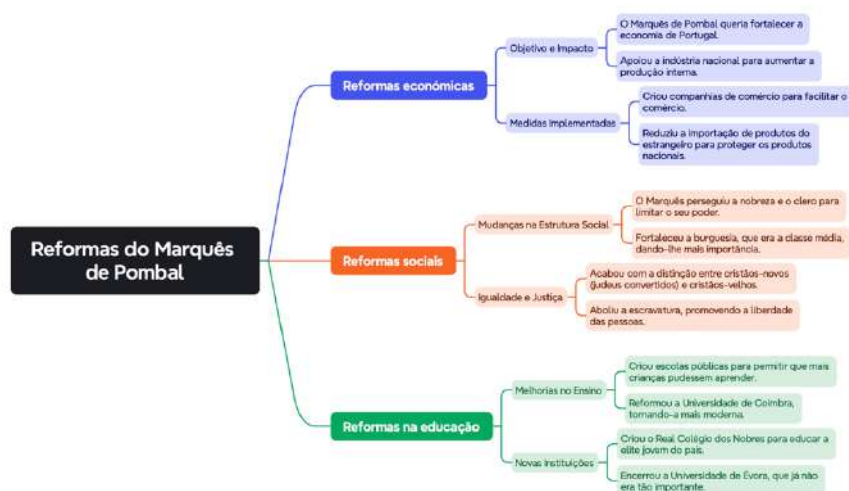 Reformas do Marquês
de Pombal
Reformas económicas
Objetivo e Impacto
O Marquês de Pombal queria fortalecer a
economia de Portugal.
Apoiou a indústria nacional para aumentar a
produção interna.
Medidas Implementadas
Criou companhias de comércio para facilitar o
comércio.
Reduziu a importação de produtos do
estrangeiro para proteger os produtos
nacionais.
Reformas sociais
Mudanças na Estrutura Social
O Marquês perseguiu a nobreza e o clero para
limitar o seu poder.
Fortaleceu a burguesia, que era a classe média,
dando-lhe mais importância.
Igualdade e Justiça
Acabou com a distinção entre cristãos-novos
(judeus convertidos) e cristãos-velhos.
Aboliu a escravatura, promovendo a liberdade
das pessoas.
Reformas na educação
Melhorias no Ensino
Criou escolas públicas para permitir que mais
crianças pudessem aprender.
Reformou a Universidade de Coimbra,
tornando-a mais moderna.
Novas Instituições
Criou o Real Colégio dos Nobres para educar a
elite jovem do país.
Encerrou a Universidade de Évora, que já não
era tão importante.